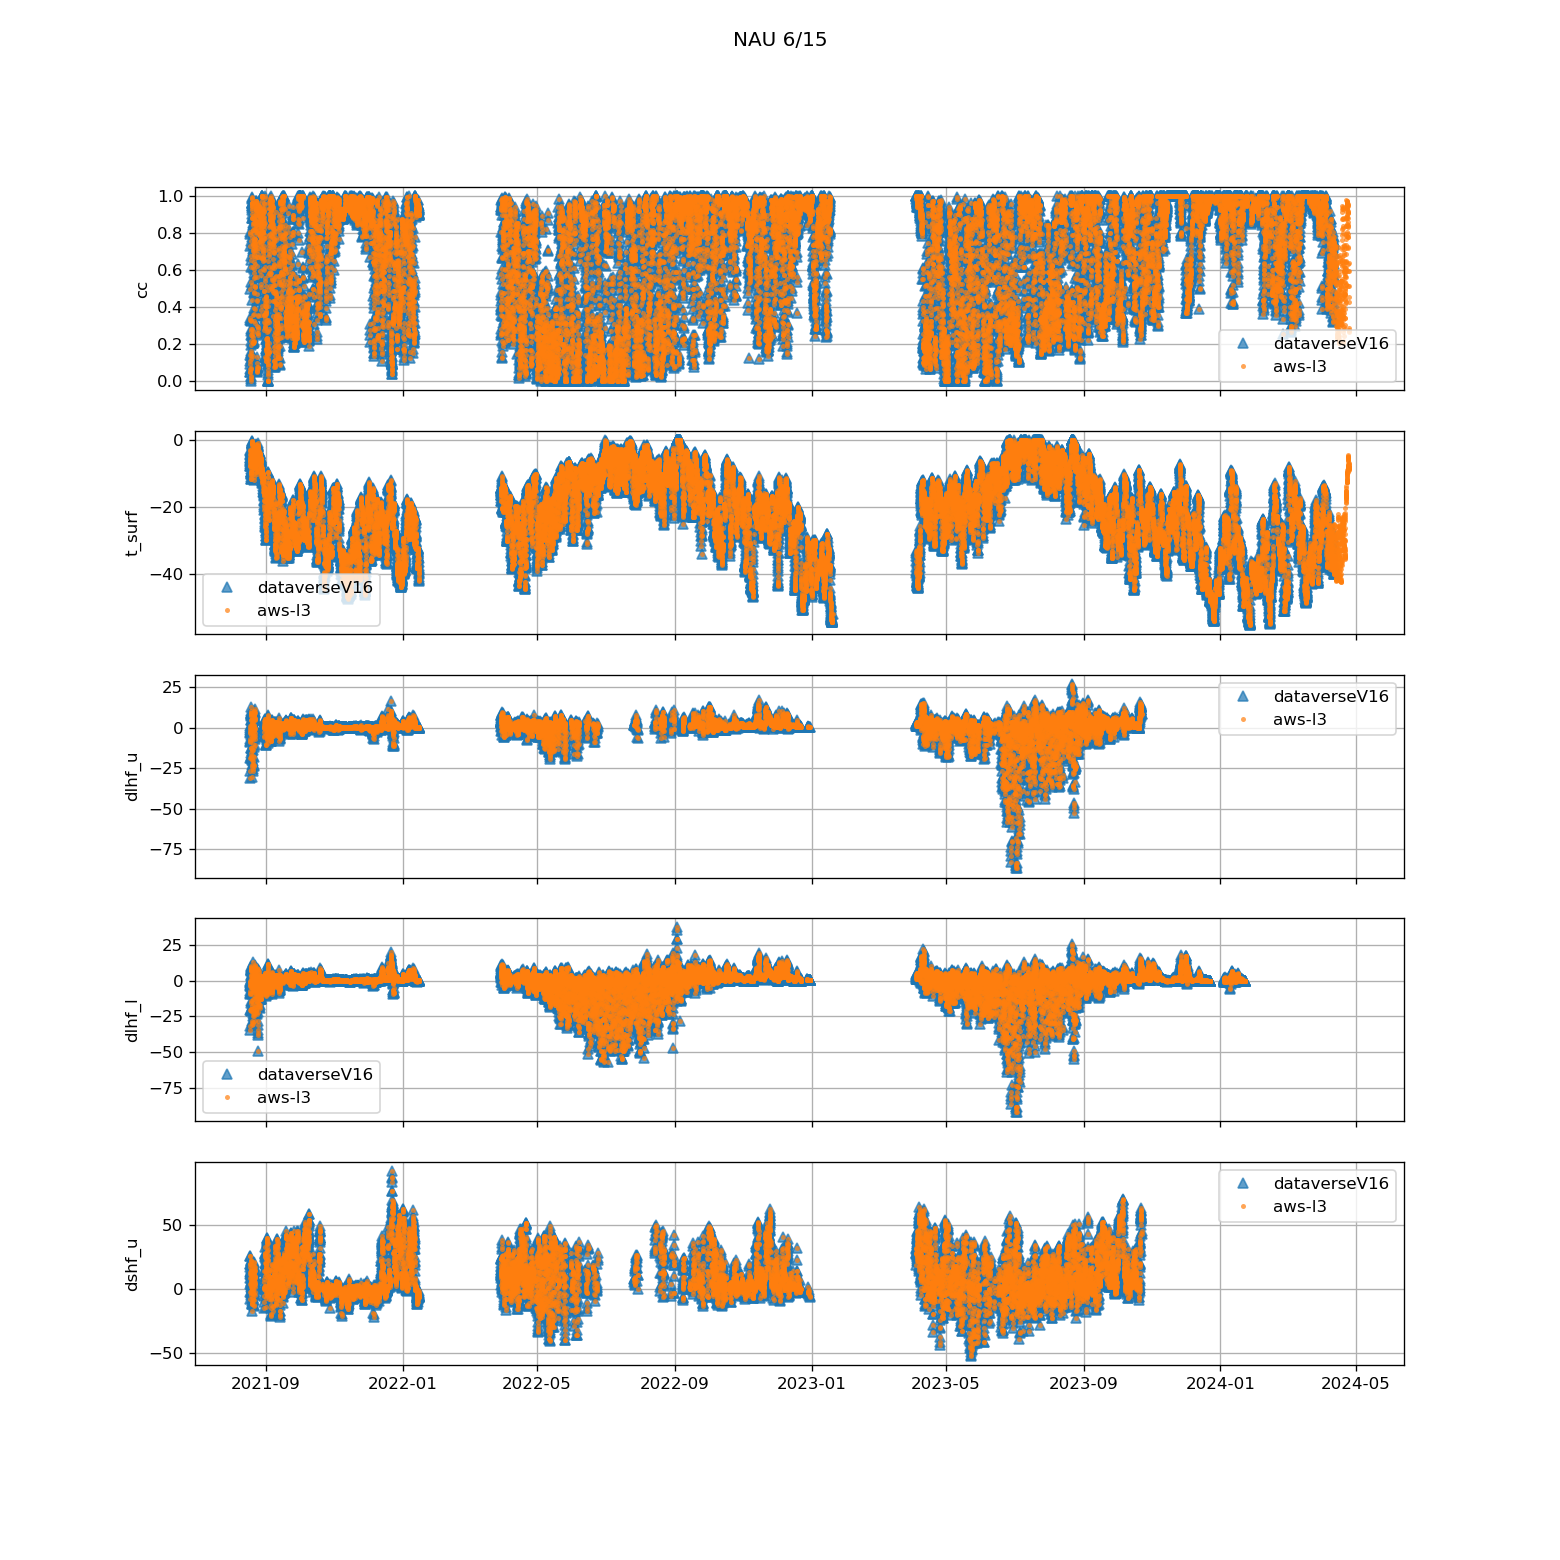 NAU 6/15
1.0
0.8
0.6
0.4
0.2
0.0
cc
dataverseV16
aws-l3
0
−20
−40
t_surf
dataverseV16
aws-l3
25
0
−25
−50
−75
dlhf_u
dataverseV16
aws-l3
25
0
−25
−50
−75
dlhf_l
dataverseV16
aws-l3
50
0
−50
dshf_u
dataverseV16
aws-l3
2021-09
2022-01
2022-05
2022-09
2023-01
2023-05
2023-09
2024-01
2024-05